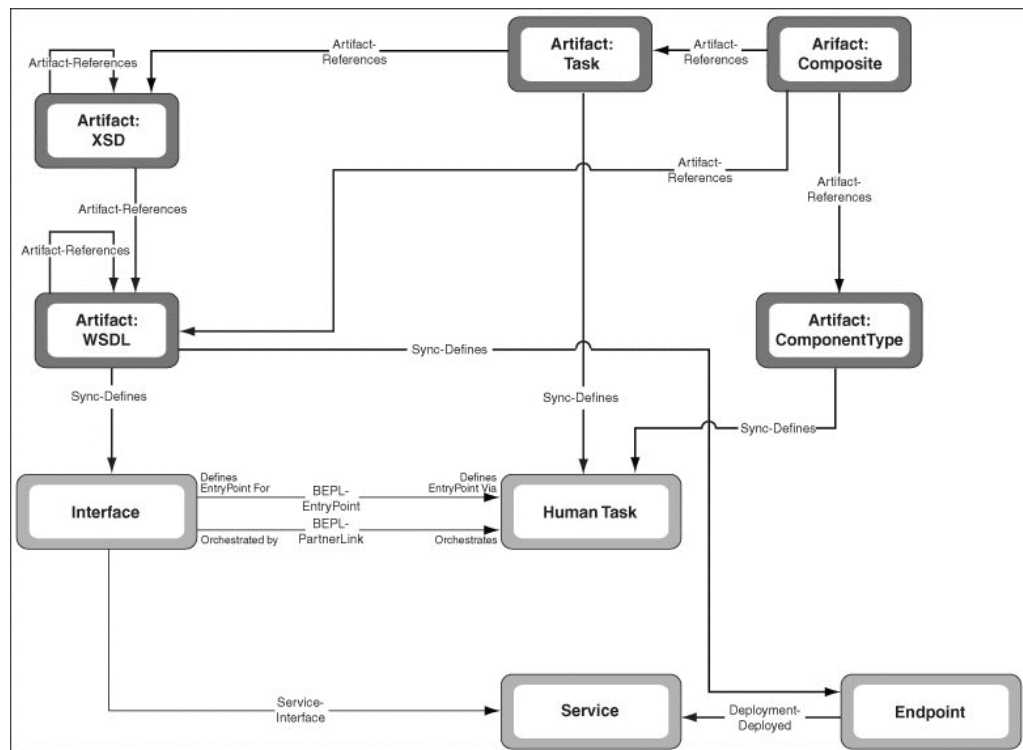 Artifact-
References
Artifact:
Task
Artifact-
References
Arifact:
Composite
Artifact-References
Artifact:
XSD
Artifact-
References
Artifact-
References
Artifact-References
Artifact-References
Artifact:
WSDL
Artifact:
ComponentType
Sync-Defines
Sync-Defines
Sync-Defines
Sync-Defines
Defines
EntryPoint For
BEPL-
EntryPoint
Defines
EntryPoint Via
Interface
Human Task
Orchestrated by
BEPL-
PartnerLink
Orchestrates
Service-
Interface
Service
Deployment-
Deployed
Endpoint